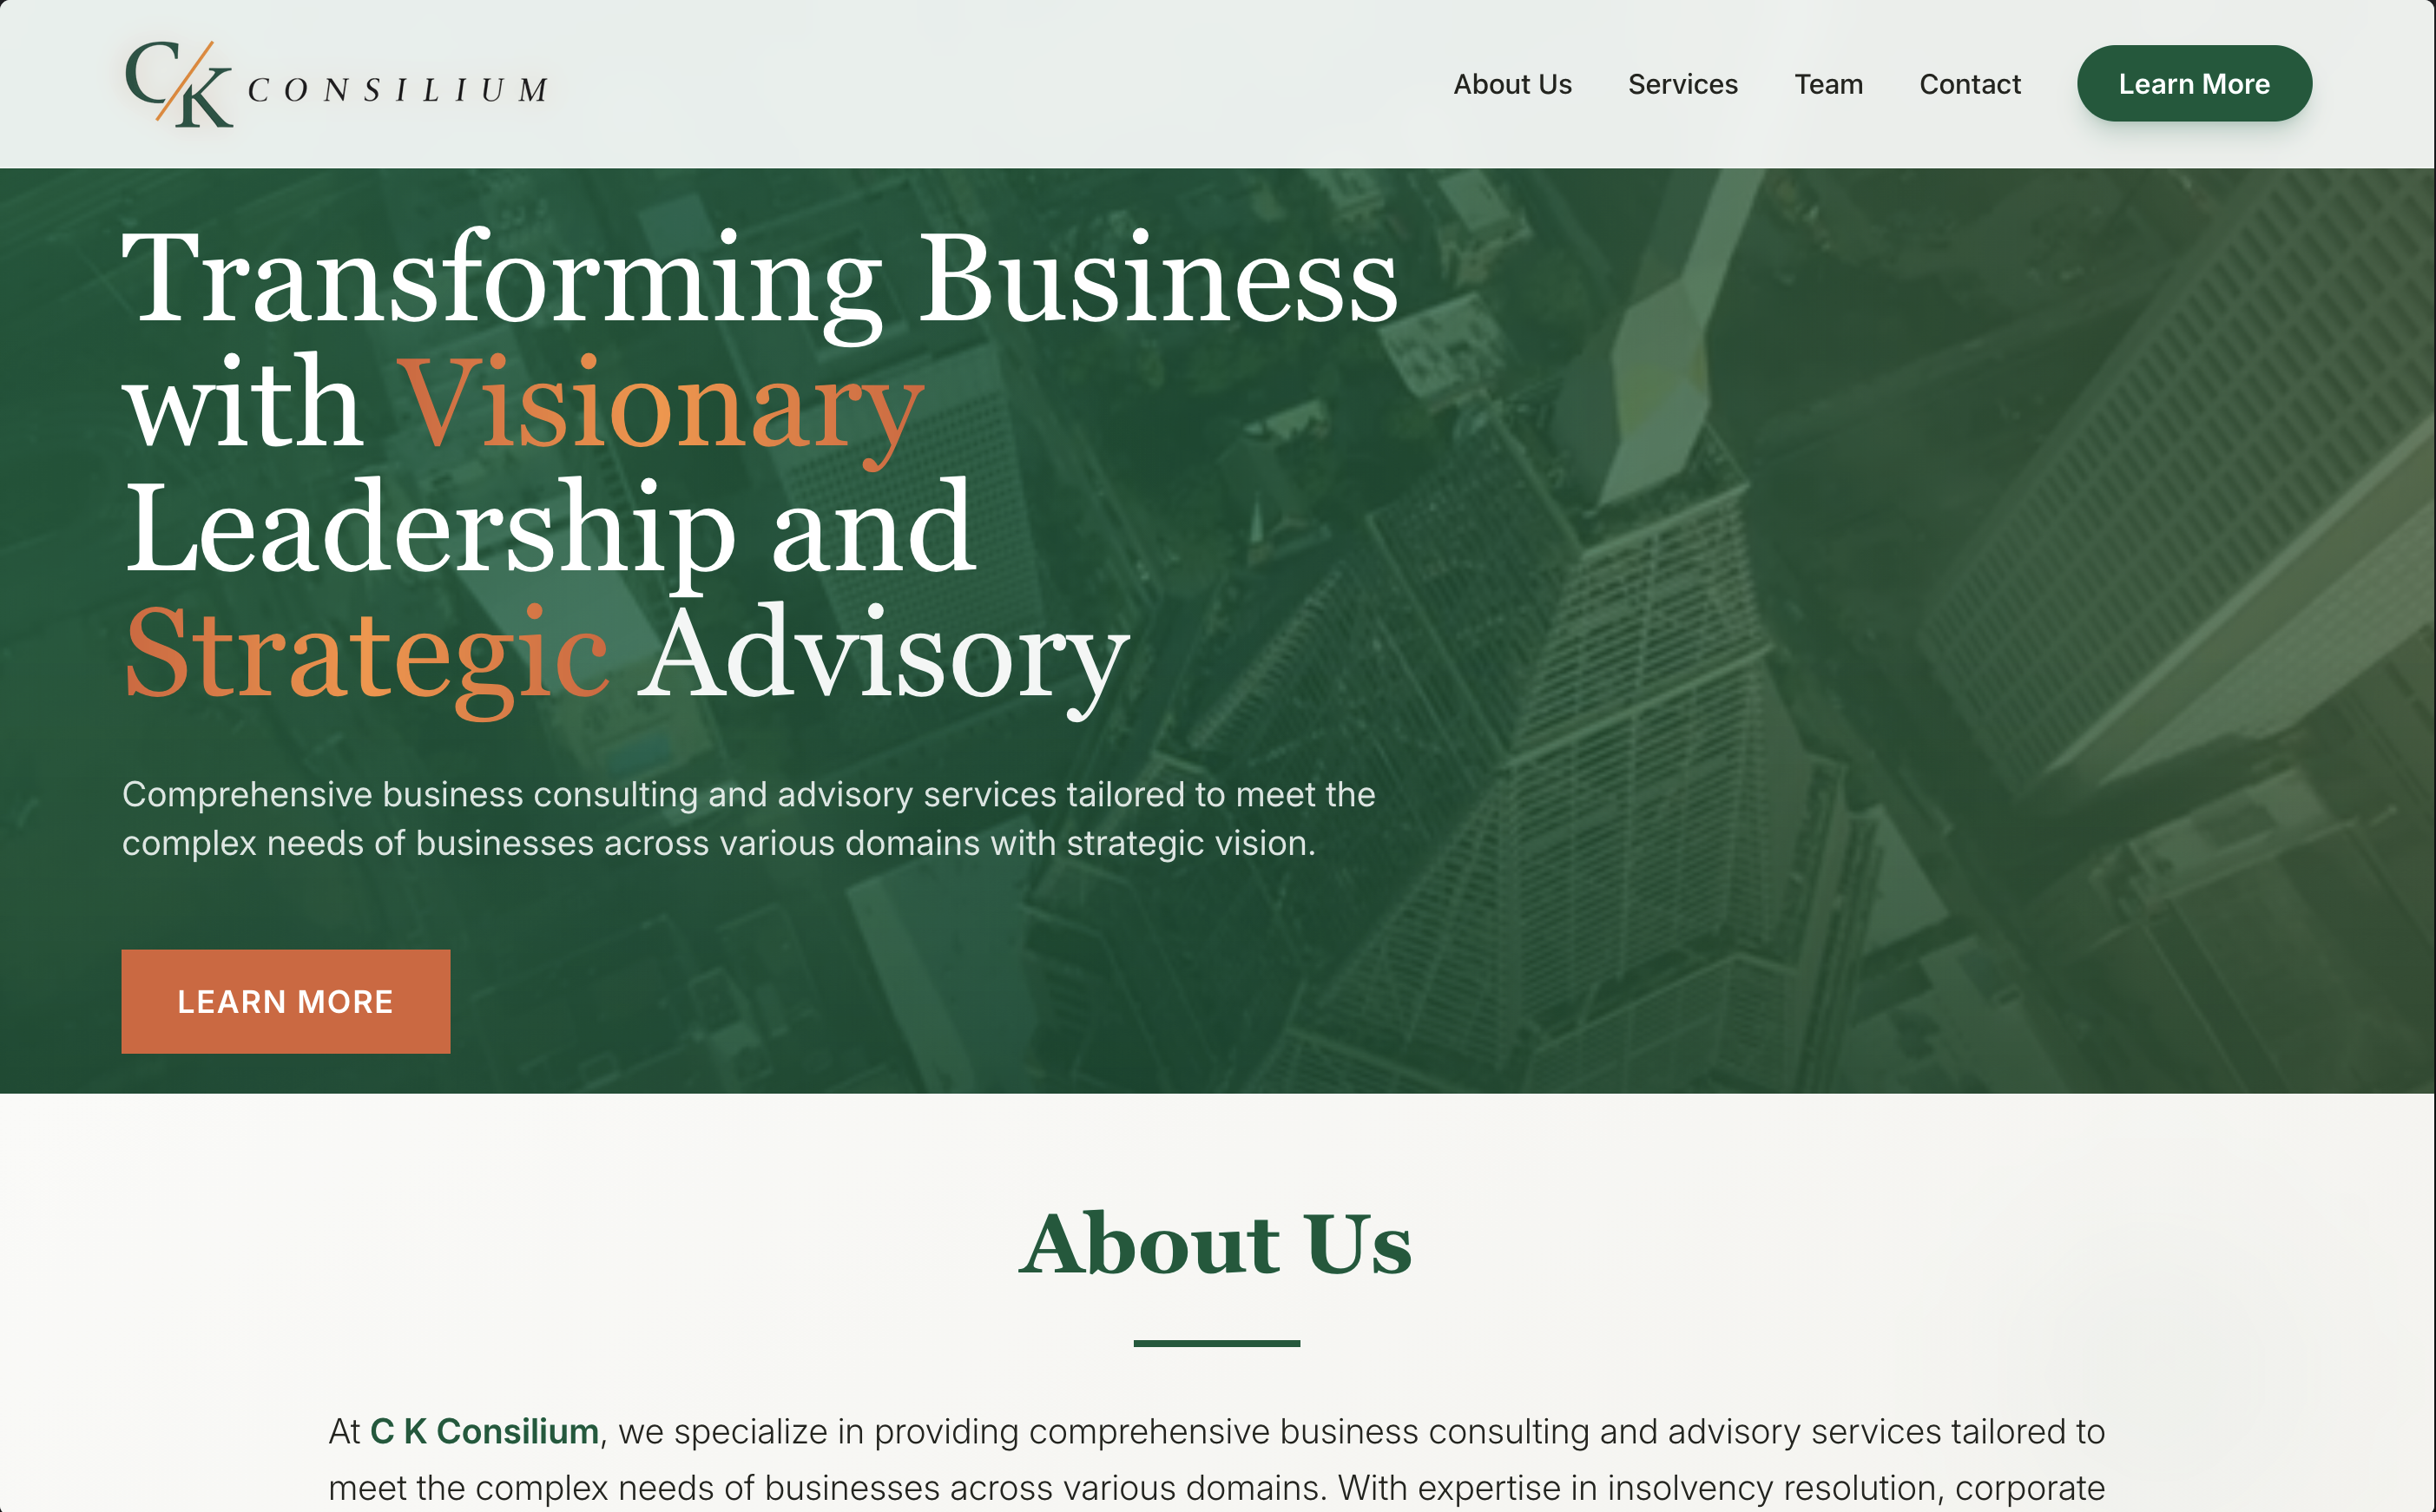 CK CONSILIUM
About Us
Services
Team
Contact
Learn More
Transforming Business
with Visionary
Leadership and
Strategic Advisory
Comprehensive business consulting and advisory services tailored to meet the
complex needs of businesses across various domains with strategic vision.
LEARN MORE
About Us
At C K Consilium, we specialize in providing comprehensive business consulting and advisory services tailored to
meet the complex needs of businesses across various domains. With expertise in insolvency resolution, corporate